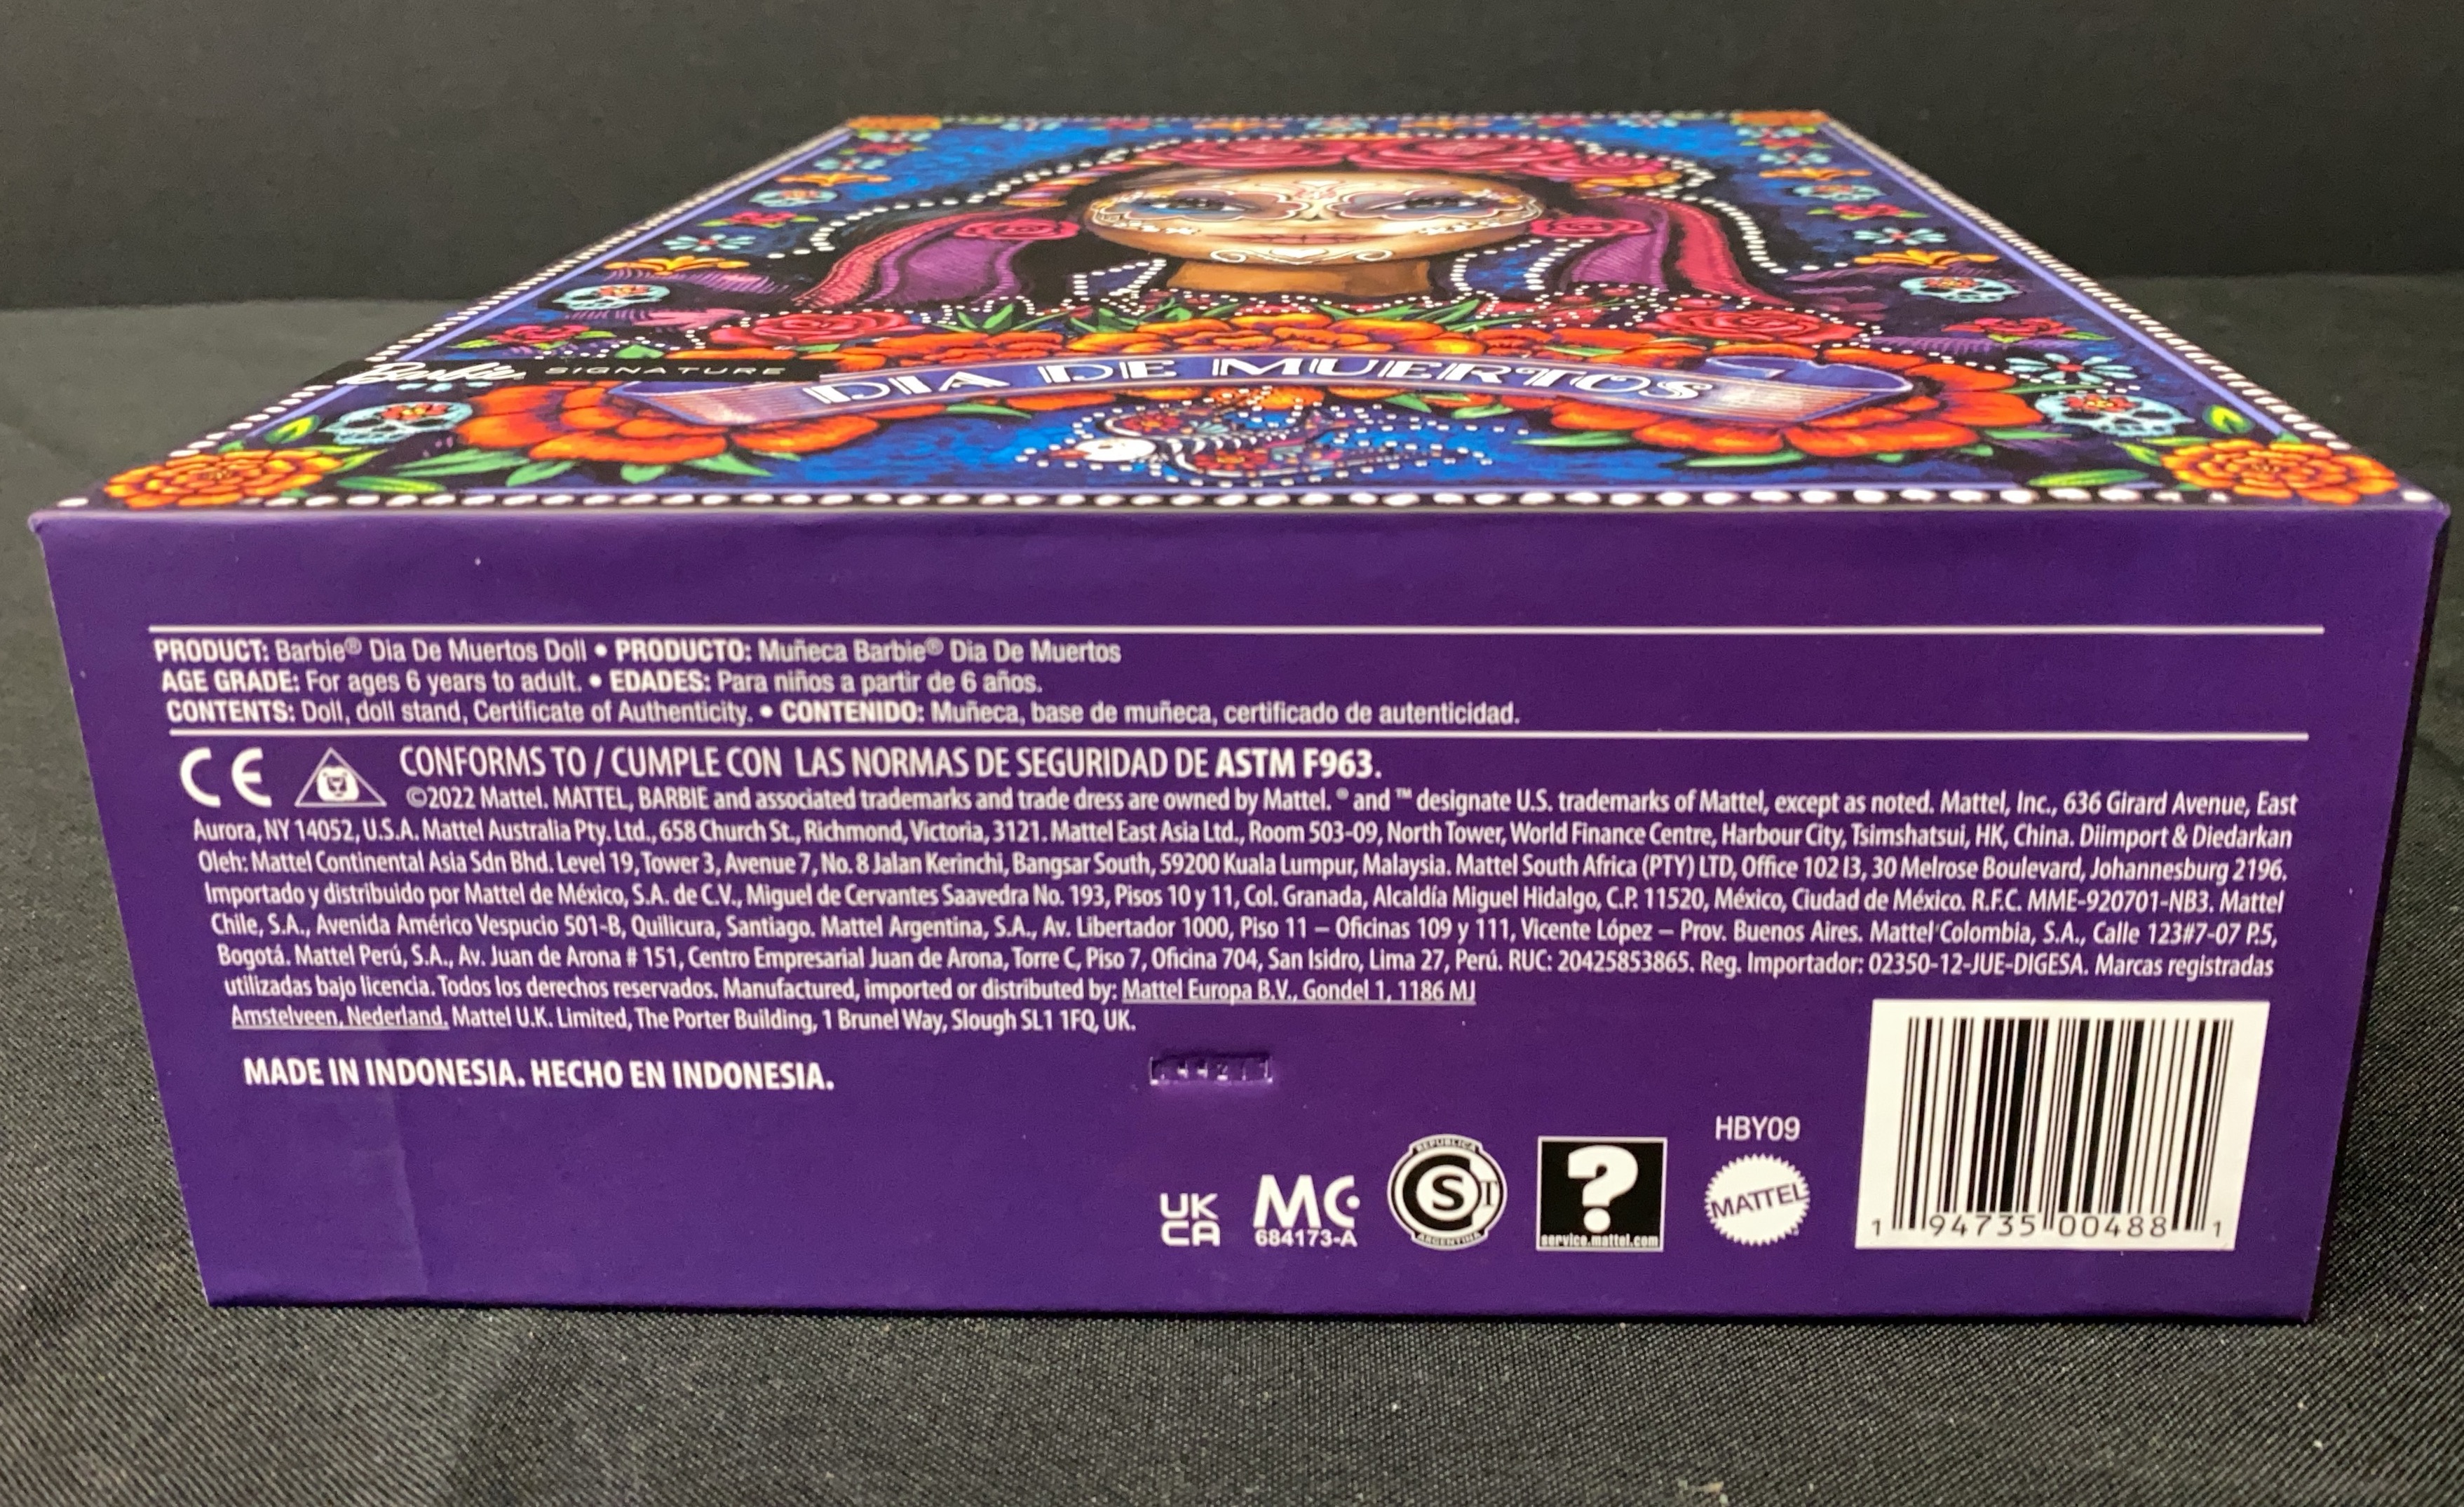 Barbie SIGNATURE
DIA DE MUERTOS
PRODUCT: Barbie® Dia De Muertos Doll • PRODUCTO: Muñeca Barbie® Dia De Muertos
AGE GRADE: For ages 6 years to adult. • EDADES: Para niños a partir de 6 años.
CONTENTS: Doll, doll stand, Certificate of Authenticity. • CONTENIDO: Muñeca, base de muñeca, certificado de autenticidad.
CE CONFORMS TO / CUMPLE CON LAS NORMAS DE SEGURIDAD DE ASTM F963.
©2022 Mattel. MATTEL, BARBIE and associated trademarks and trade dress are owned by Mattel. ® and ™ designate U.S. trademarks of Mattel, except as noted. Mattel, Inc., 636 Girard Avenue, East
Aurora, NY 14052, U.S.A. Mattel Australia Pty. Ltd., 658 Church St., Richmond, Victoria, 3121. Mattel East Asia Ltd., Room 503-09, North Tower, World Finance Centre, Harbour City, Tsimshatsui, HK, China. Diimport & Diedarkan
Oleh: Mattel Continental Asia Sdn Bhd. Level 19, Tower 3, Avenue 7, No. 8 Jalan Kerinchi, Bangsar South, 59200 Kuala Lumpur, Malaysia. Mattel South Africa (PTY) LTD, Office 102 I3, 30 Melrose Boulevard, Johannesburg 2196.
Importado y distribuido por Mattel de México, S.A. de C.V., Miguel de Cervantes Saavedra No. 193, Pisos 10 y 11, Col. Granada, Alcaldía Miguel Hidalgo, C.P. 11520, México, Ciudad de México. R.F.C. MME-920701-NB3. Mattel
Chile, S.A., Avenida Américo Vespucio 501-B, Quilicura, Santiago. Mattel Argentina, S.A., Av. Libertador 1000, Piso 11 – Oficinas 109 y 111, Vicente López – Prov. Buenos Aires. Mattel Colombia, S.A., Calle 123#7-07 P.5,
Bogotá. Mattel Perú, S.A., Av. Juan de Arona # 151, Centro Empresarial Juan de Arona, Torre C, Piso 7, Oficina 704, San Isidro, Lima 27, Perú. RUC: 20425853865. Reg. Importador: 02350-12-JUE-DIGESA. Marcas registradas
utilizadas bajo licencia. Todos los derechos reservados. Manufactured, imported or distributed by: Mattel Europa B.V., Gondel 1, 1186 MJ
Amstelveen, Nederland. Mattel U.K. Limited, The Porter Building, 1 Brunel Way, Slough SL1 1FQ, UK.
MADE IN INDONESIA. HECHO EN INDONESIA.
UK
CA
MC
684173-A
REPUBLICA
S
ARGENTINA
?
service.mattel.com
HBY09
MATTEL
1 94735 00488 1